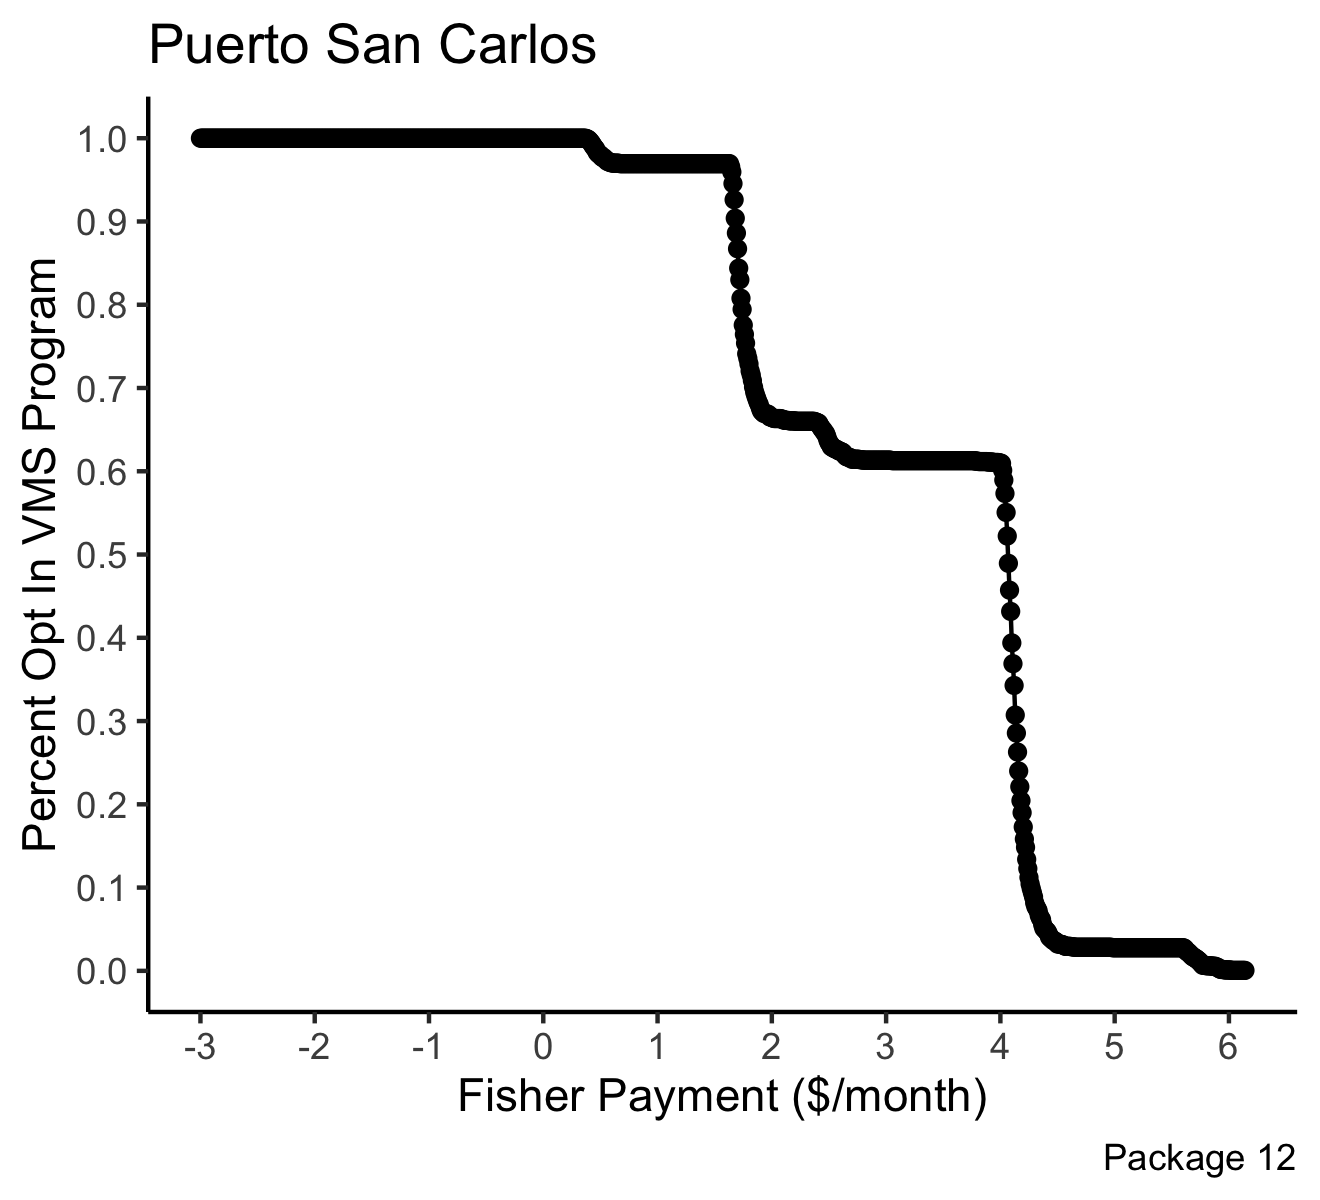 Puerto San Carlos
Percent Opt In VMS Program
1.0
0.9
0.8
0.7
0.6
0.5
0.4
0.3
0.2
0.1
0.0
-3 -2 -1 0 1 2 3 4 5 6
Fisher Payment ($/month)
Package 12